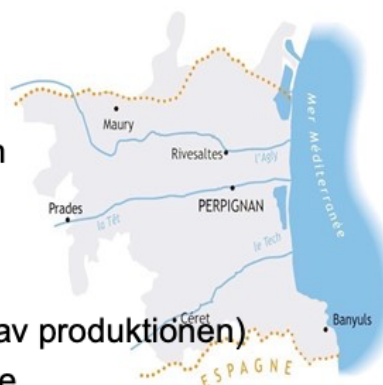 Mer Méditerranée
Maury
n
Rivesaltes
l'Agly
Prades
la Têt
PERPIGNAN
le Tech
Céret
av produktionen)
Banyuls
ESPAGNE
e